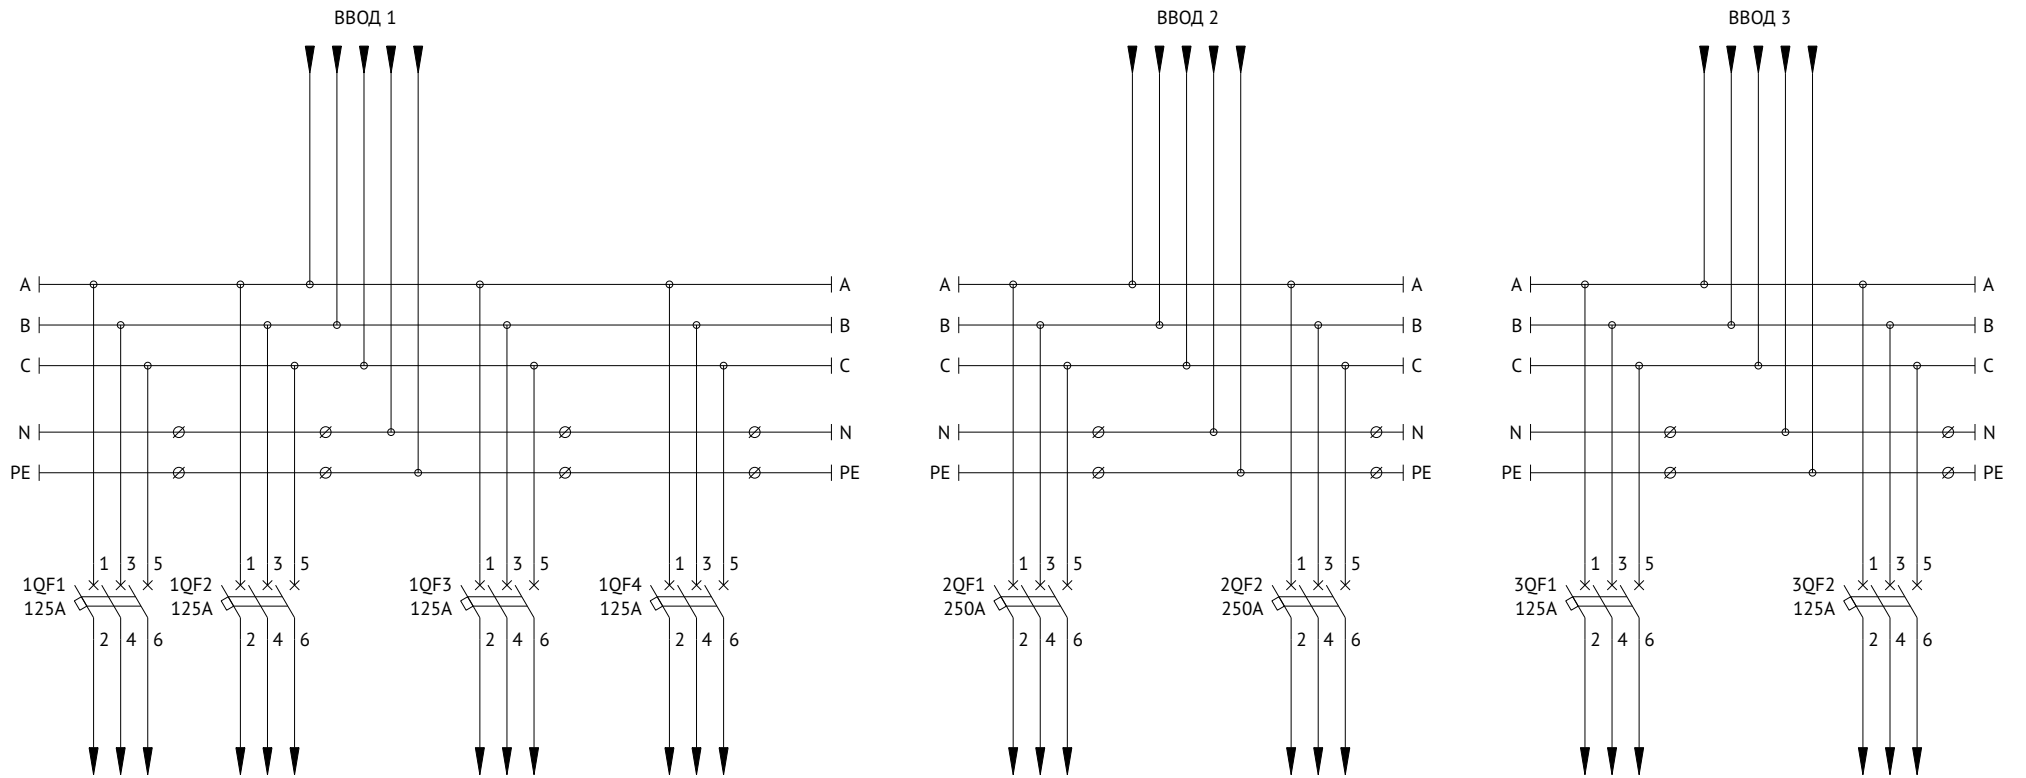 ВВОД 1 ВВОД 2 ВВОД 3
A A A A A A
B B B B B B
C C C C C C
N N N N N N
PE PE PE PE PE PE
1 3 5 1 3 5 1 3 5 1 3 5 1 3 5 1 3 5 1 3 5 1 3 5
1QF1 1QF2 1QF3 1QF4 2QF1 2QF2 3QF1 3QF2
125A 125A 125A 125A 250A 250A 125A 125A
2 4 6 2 4 6 2 4 6 2 4 6 2 4 6 2 4 6 2 4 6 2 4 6